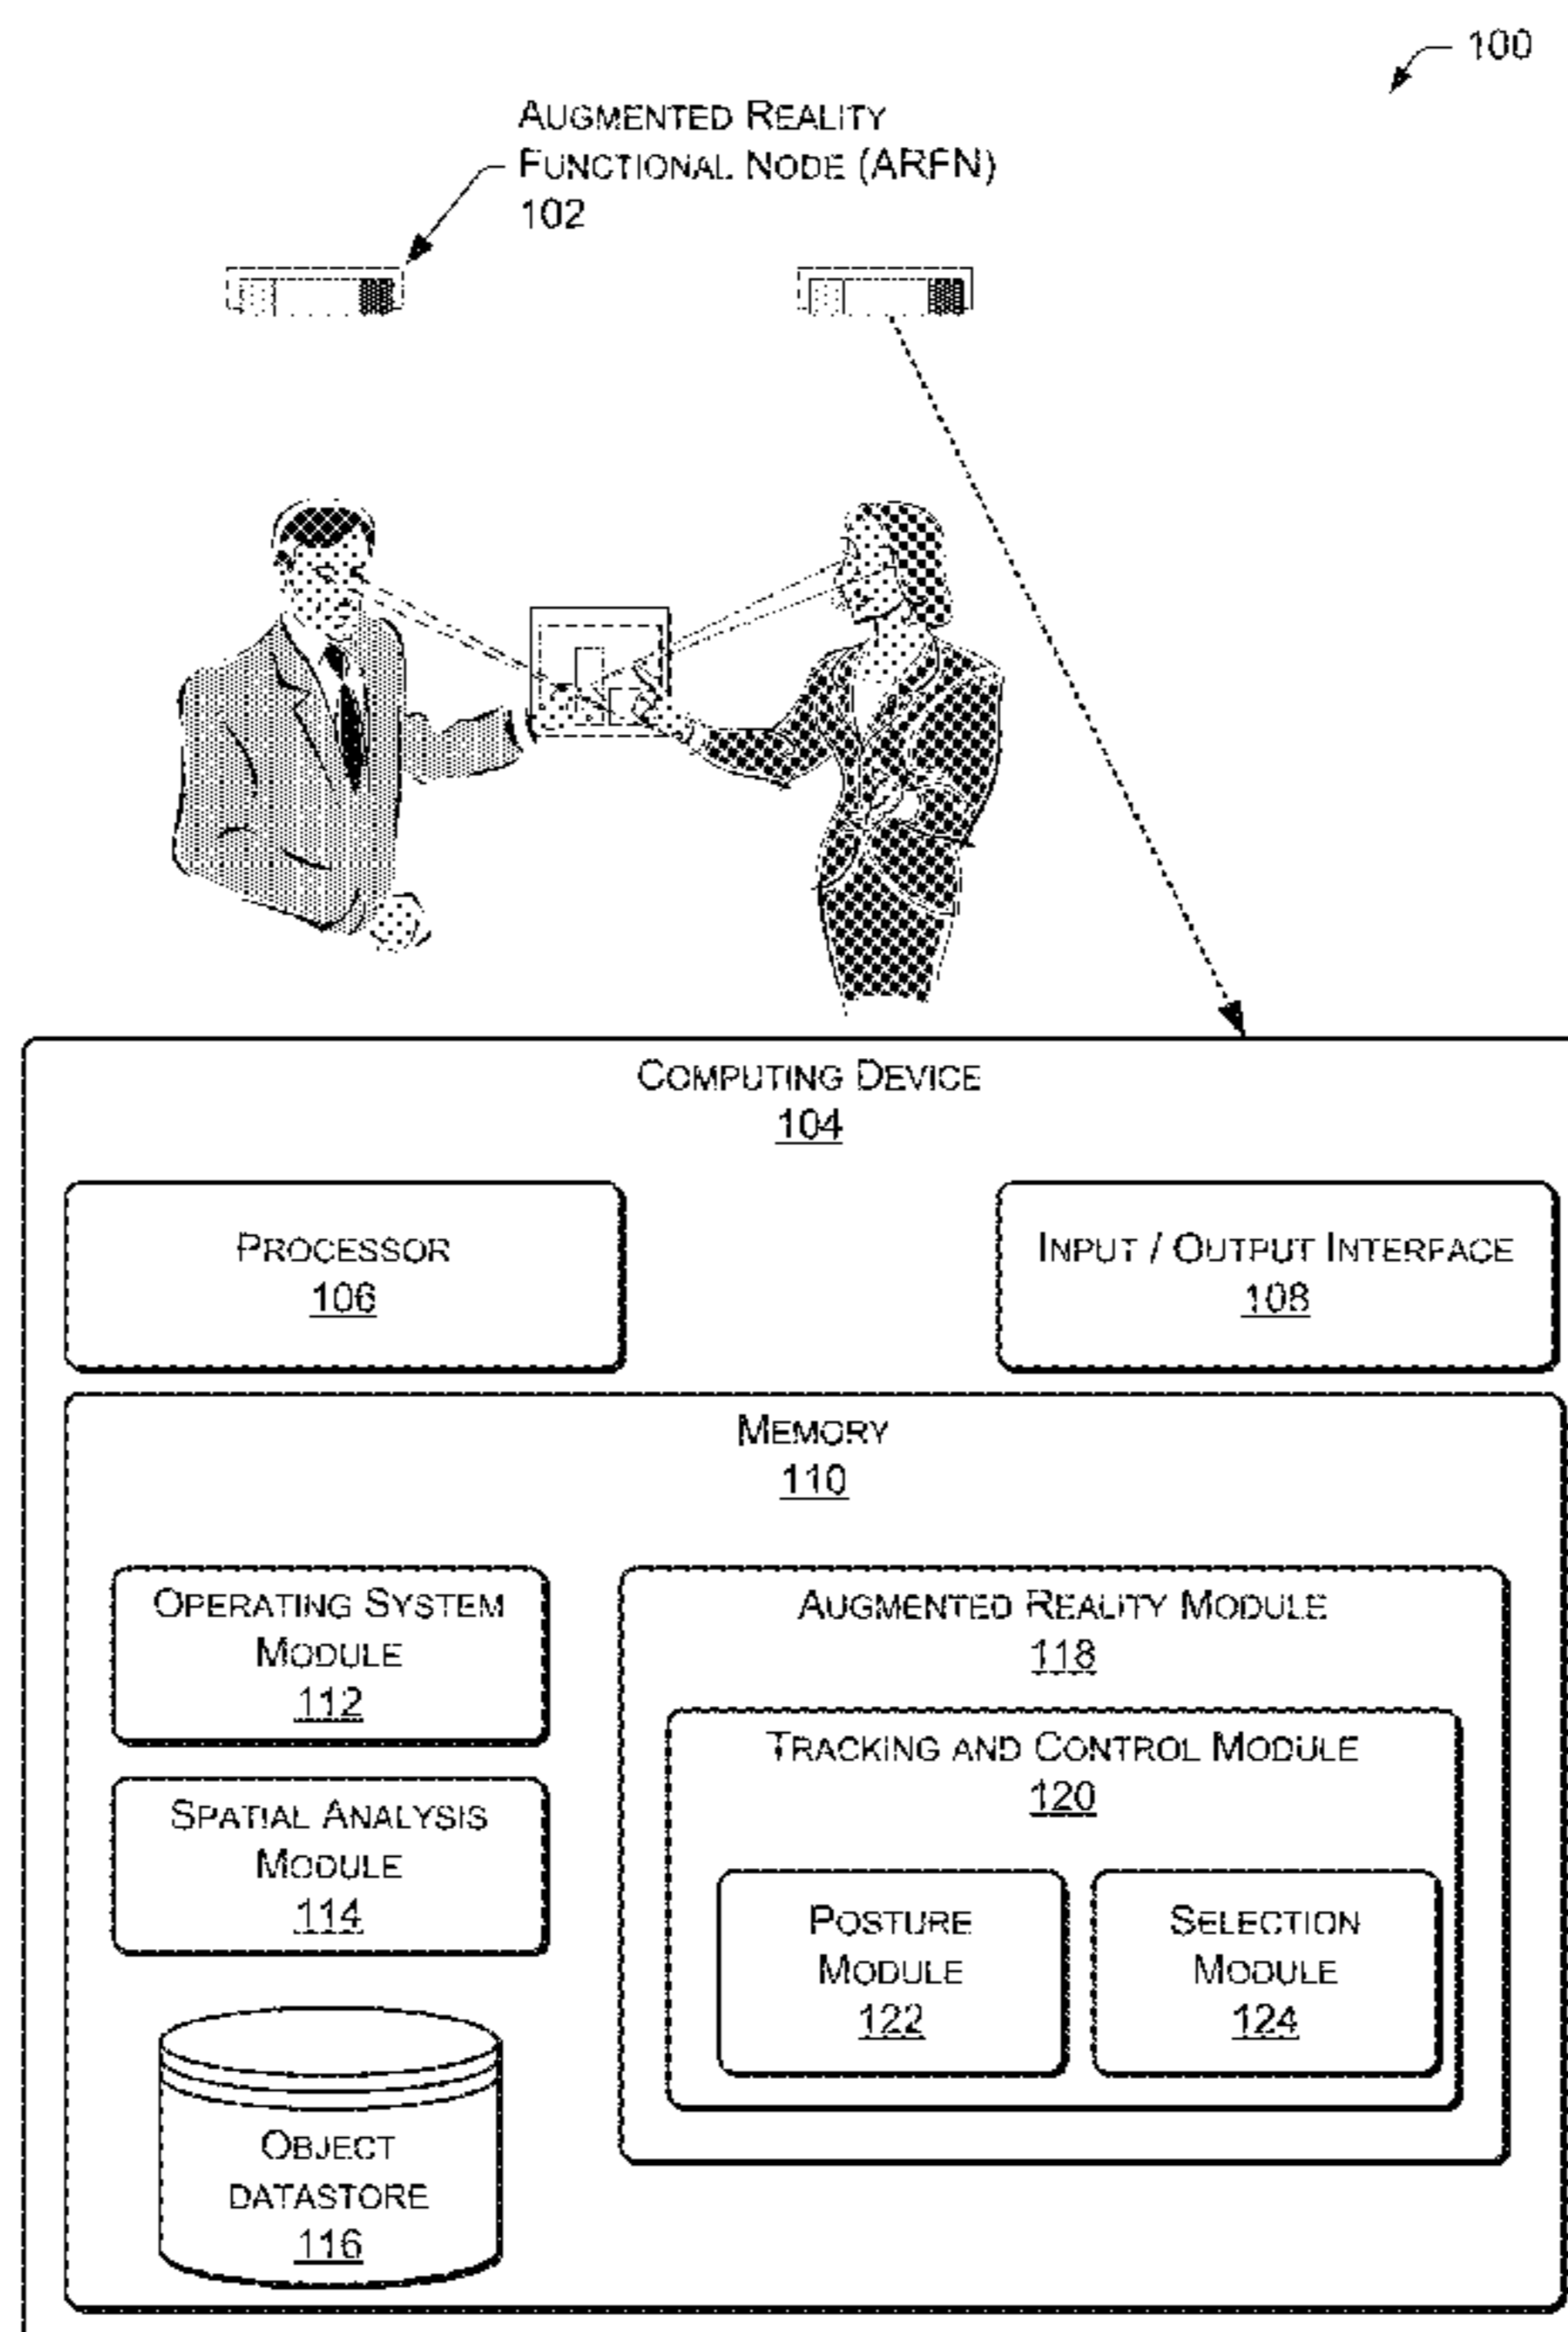 100
AUGMENTED REALITY
FUNCTIONAL NODE (ARFN)
102
COMPUTING DEVICE
104
PROCESSOR
106
INPUT / OUTPUT INTERFACE
108
MEMORY
110
OPERATING SYSTEM
MODULE
112
SPATIAL ANALYSIS
MODULE
114
OBJECT
DATASTORE
116
AUGMENTED REALITY MODULE
118
TRACKING AND CONTROL MODULE
120
POSTURE
MODULE
122
SELECTION
MODULE
124